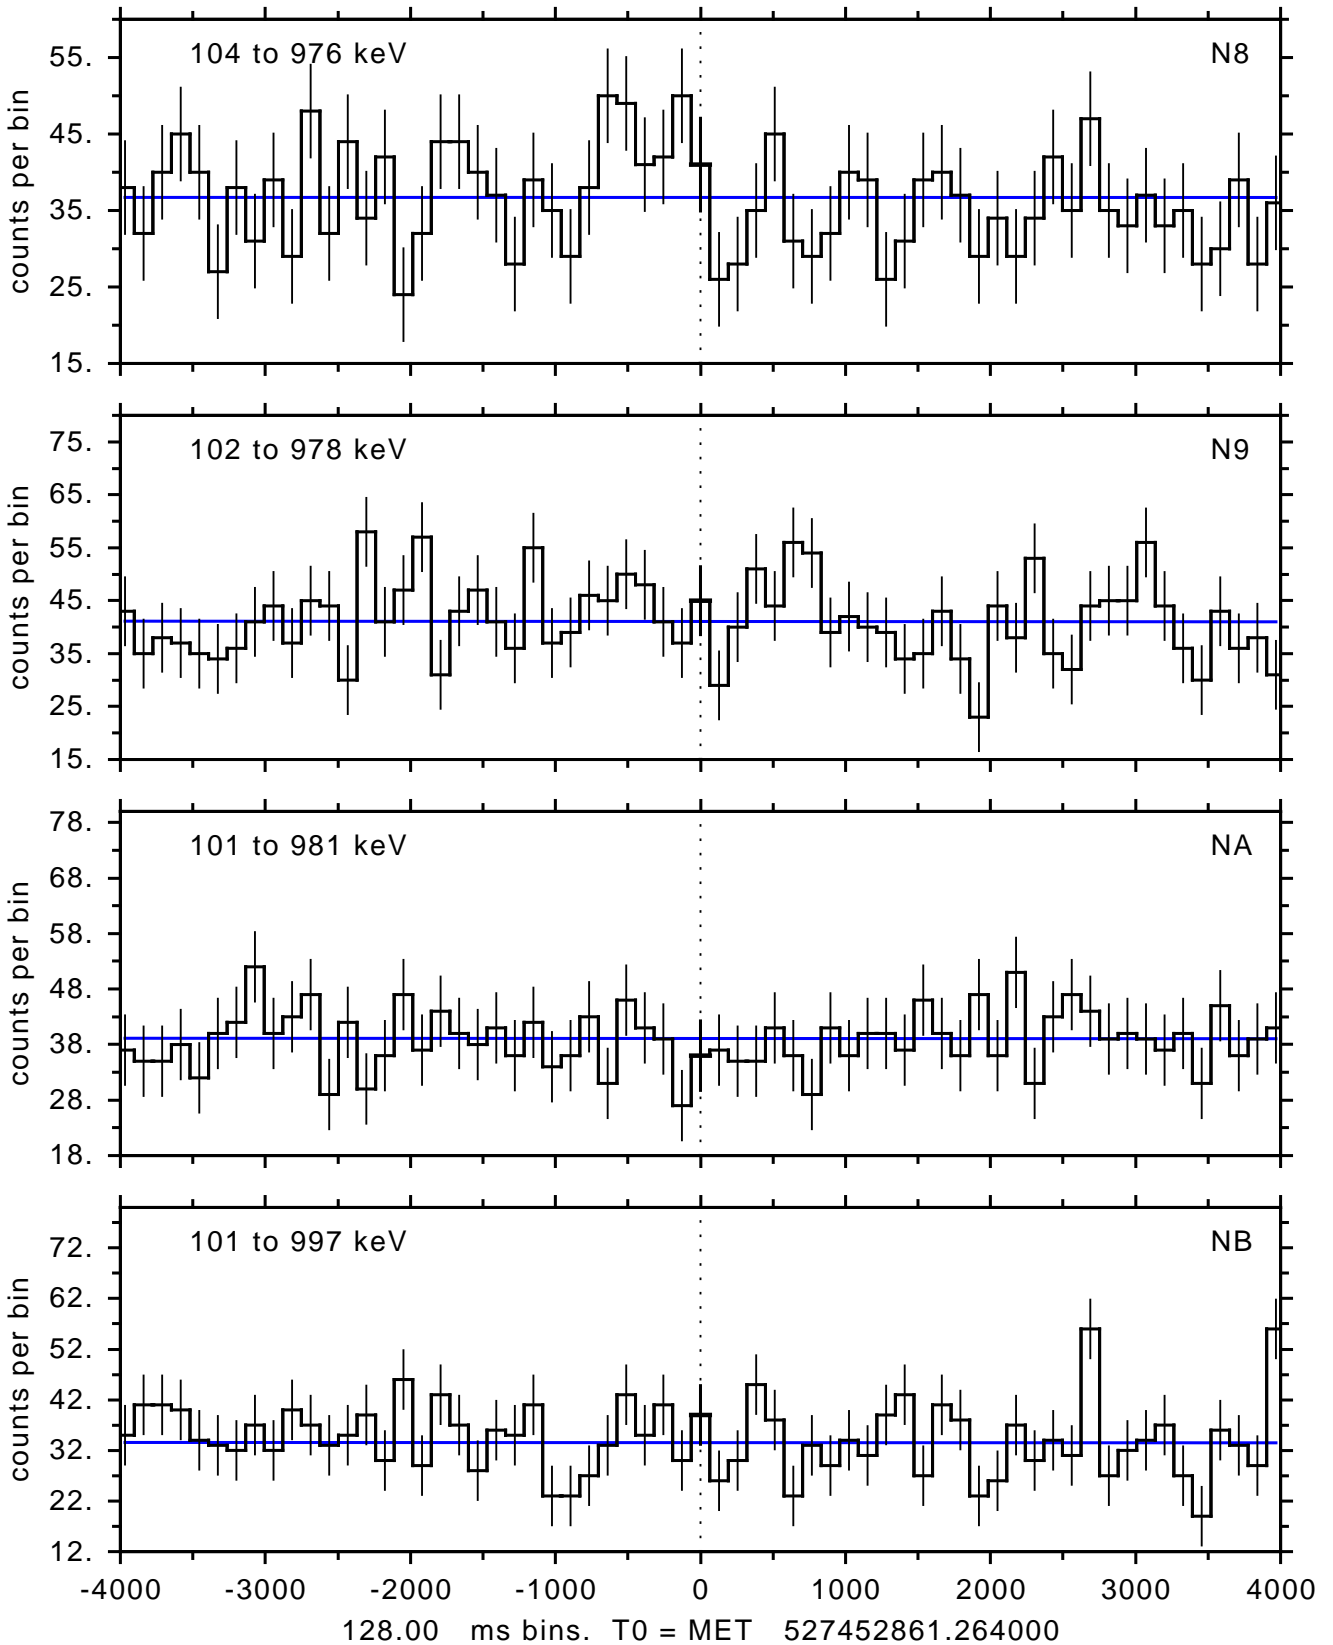 104 to 976 keV N8
55.
45.
35.
25.
15.
counts per bin
102 to 978 keV N9
75.
65.
55.
45.
35.
25.
15.
counts per bin
101 to 981 keV NA
78.
68.
58.
48.
38.
28.
18.
counts per bin
101 to 997 keV NB
72.
62.
52.
42.
32.
22.
12.
counts per bin
-4000 -3000 -2000 -1000 0 1000 2000 3000 4000
128.00 ms bins. T0 = MET 527452861.264000